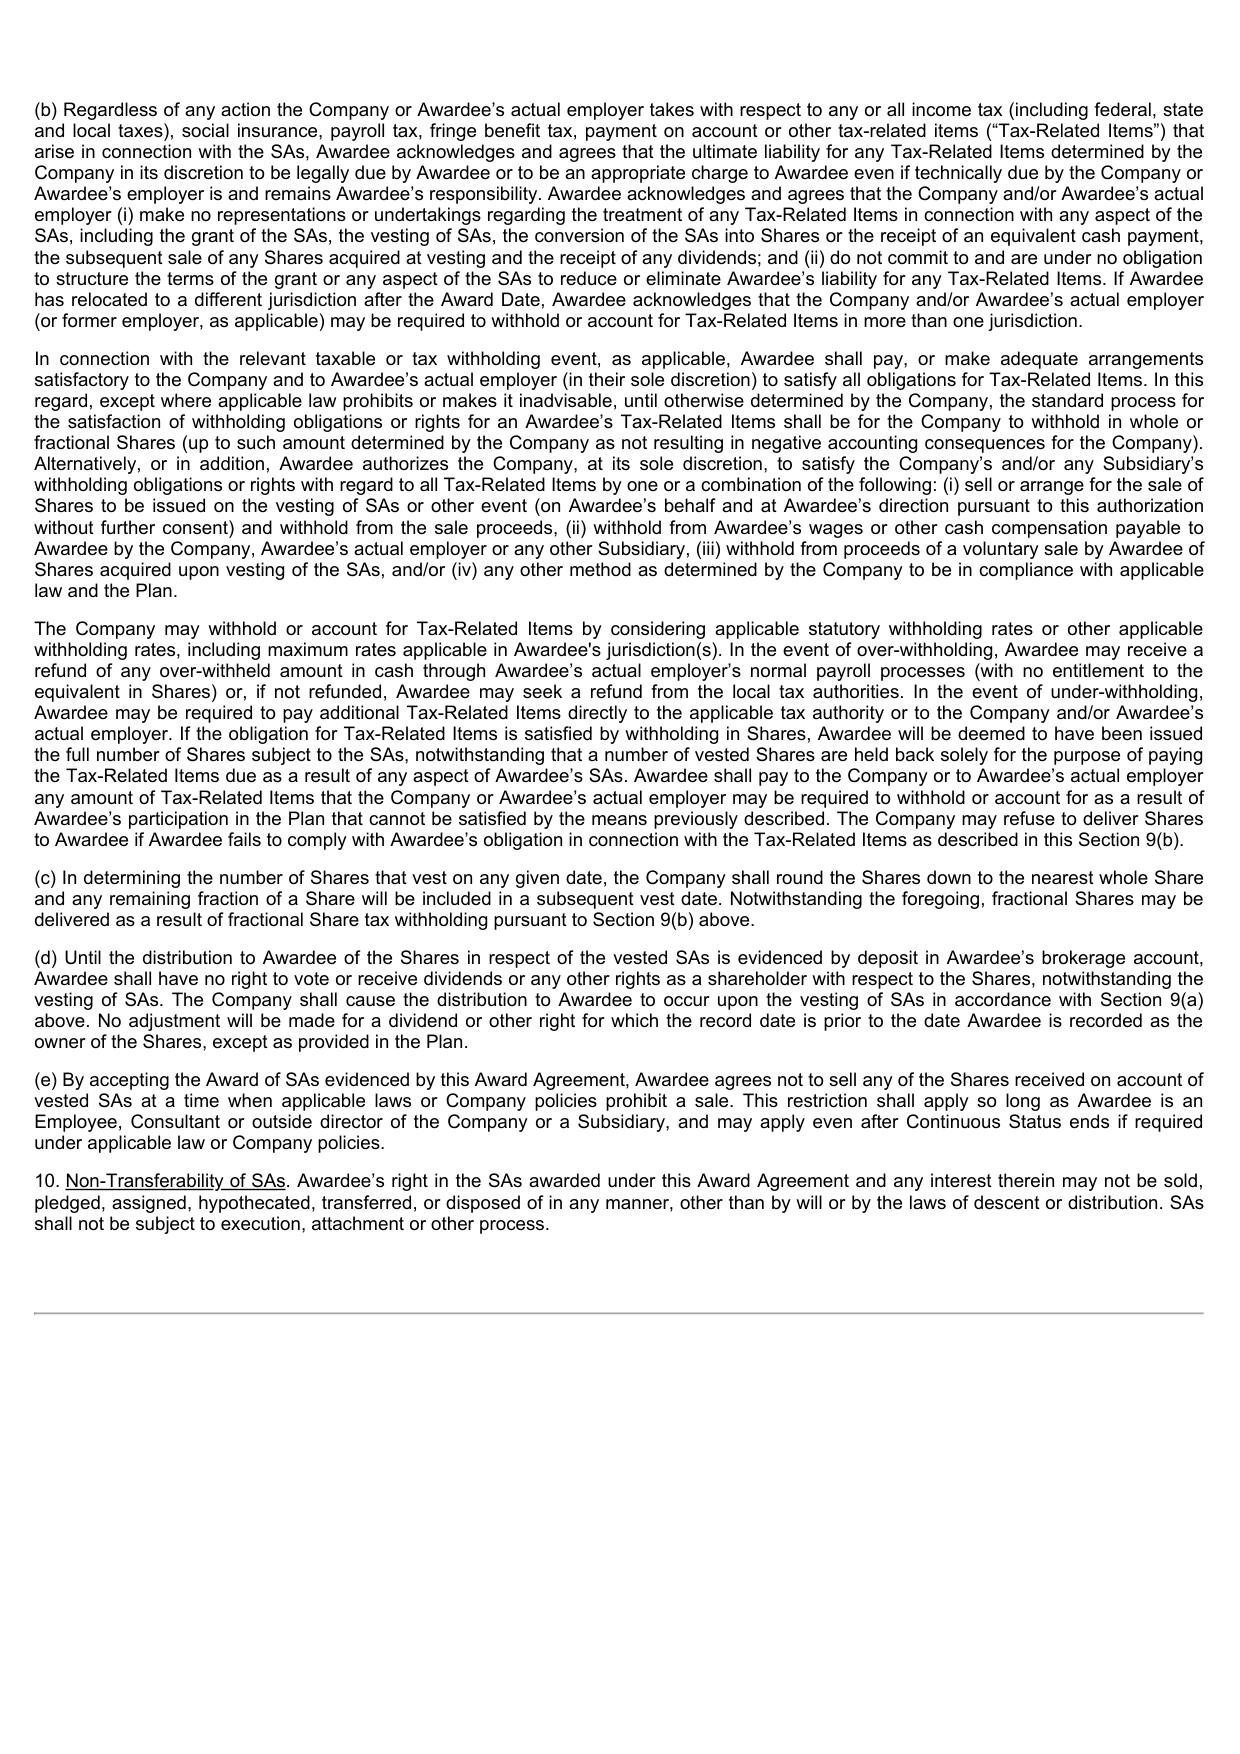 (b) Regardless of any action the Company or Awardee’s actual employer takes with respect to any or all income tax (including federal, state
and local taxes), social insurance, payroll tax, fringe benefit tax, payment on account or other tax-related items (“Tax-Related Items”) that
arise in connection with the SAs, Awardee acknowledges and agrees that the ultimate liability for any Tax-Related Items determined by the
Company in its discretion to be legally due by Awardee or to be an appropriate charge to Awardee even if technically due by the Company or
Awardee’s employer is and remains Awardee’s responsibility. Awardee acknowledges and agrees that the Company and/or Awardee’s actual
employer (i) make no representations or undertakings regarding the treatment of any Tax-Related Items in connection with any aspect of the
SAs, including the grant of the SAs, the vesting of SAs, the conversion of the SAs into Shares or the receipt of an equivalent cash payment,
the subsequent sale of any Shares acquired at vesting and the receipt of any dividends; and (ii) do not commit to and are under no obligation
to structure the terms of the grant or any aspect of the SAs to reduce or eliminate Awardee’s liability for any Tax-Related Items. If Awardee
has relocated to a different jurisdiction after the Award Date, Awardee acknowledges that the Company and/or Awardee’s actual employer
(or former employer, as applicable) may be required to withhold or account for Tax-Related Items in more than one jurisdiction.
In connection with the relevant taxable or tax withholding event, as applicable, Awardee shall pay, or make adequate arrangements
satisfactory to the Company and to Awardee’s actual employer (in their sole discretion) to satisfy all obligations for Tax-Related Items. In this
regard, except where applicable law prohibits or makes it inadvisable, until otherwise determined by the Company, the standard process for
the satisfaction of withholding obligations or rights for an Awardee’s Tax-Related Items shall be for the Company to withhold in whole or
fractional Shares (up to such amount determined by the Company as not resulting in negative accounting consequences for the Company).
Alternatively, or in addition, Awardee authorizes the Company, at its sole discretion, to satisfy the Company’s and/or any Subsidiary’s
withholding obligations or rights with regard to all Tax-Related Items by one or a combination of the following: (i) sell or arrange for the sale of
Shares to be issued on the vesting of SAs or other event (on Awardee’s behalf and at Awardee’s direction pursuant to this authorization
without further consent) and withhold from the sale proceeds, (ii) withhold from Awardee’s wages or other cash compensation payable to
Awardee by the Company, Awardee’s actual employer or any other Subsidiary, (iii) withhold from proceeds of a voluntary sale by Awardee of
Shares acquired upon vesting of the SAs, and/or (iv) any other method as determined by the Company to be in compliance with applicable
law and the Plan.
The Company may withhold or account for Tax-Related Items by considering applicable statutory withholding rates or other applicable
withholding rates, including maximum rates applicable in Awardee's jurisdiction(s). In the event of over-withholding, Awardee may receive a
refund of any over-withheld amount in cash through Awardee’s actual employer’s normal payroll processes (with no entitlement to the
equivalent in Shares) or, if not refunded, Awardee may seek a refund from the local tax authorities. In the event of under-withholding,
Awardee may be required to pay additional Tax-Related Items directly to the applicable tax authority or to the Company and/or Awardee’s
actual employer. If the obligation for Tax-Related Items is satisfied by withholding in Shares, Awardee will be deemed to have been issued
the full number of Shares subject to the SAs, notwithstanding that a number of vested Shares are held back solely for the purpose of paying
the Tax-Related Items due as a result of any aspect of Awardee’s SAs. Awardee shall pay to the Company or to Awardee’s actual employer
any amount of Tax-Related Items that the Company or Awardee’s actual employer may be required to withhold or account for as a result of
Awardee’s participation in the Plan that cannot be satisfied by the means previously described. The Company may refuse to deliver Shares
to Awardee if Awardee fails to comply with Awardee’s obligation in connection with the Tax-Related Items as described in this Section 9(b).
(c) In determining the number of Shares that vest on any given date, the Company shall round the Shares down to the nearest whole Share
and any remaining fraction of a Share will be included in a subsequent vest date. Notwithstanding the foregoing, fractional Shares may be
delivered as a result of fractional Share tax withholding pursuant to Section 9(b) above.
(d) Until the distribution to Awardee of the Shares in respect of the vested SAs is evidenced by deposit in Awardee’s brokerage account,
Awardee shall have no right to vote or receive dividends or any other rights as a shareholder with respect to the Shares, notwithstanding the
vesting of SAs. The Company shall cause the distribution to Awardee to occur upon the vesting of SAs in accordance with Section 9(a)
above. No adjustment will be made for a dividend or other right for which the record date is prior to the date Awardee is recorded as the
owner of the Shares, except as provided in the Plan.
(e) By accepting the Award of SAs evidenced by this Award Agreement, Awardee agrees not to sell any of the Shares received on account of
vested SAs at a time when applicable laws or Company policies prohibit a sale. This restriction shall apply so long as Awardee is an
Employee, Consultant or outside director of the Company or a Subsidiary, and may apply even after Continuous Status ends if required
under applicable law or Company policies.
10. Non-Transferability of SAs. Awardee’s right in the SAs awarded under this Award Agreement and any interest therein may not be sold,
pledged, assigned, hypothecated, transferred, or disposed of in any manner, other than by will or by the laws of descent or distribution. SAs
shall not be subject to execution, attachment or other process.